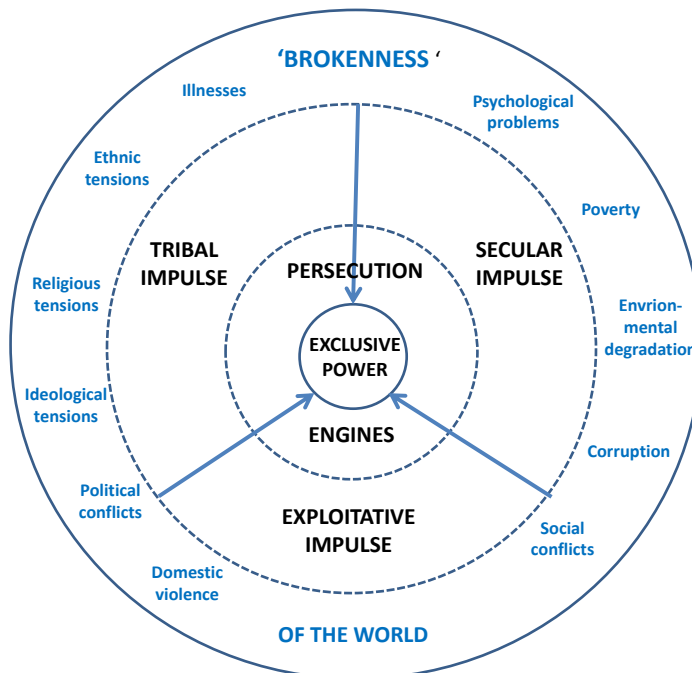 'BROKENNESS '
Illnesses
Psychological
problems
Ethnic
tensions
Poverty
TRIBAL
IMPULSE
SECULAR
IMPULSE
PERSECUTION
Religious
tensions
Envrion-
mental
degradation
EXCLUSIVE
POWER
Ideological
tensions
ENGINES
Corruption
Political
conflicts
EXPLOITATIVE
IMPULSE
Social
conflicts
Domestic
violence
OF THE WORLD